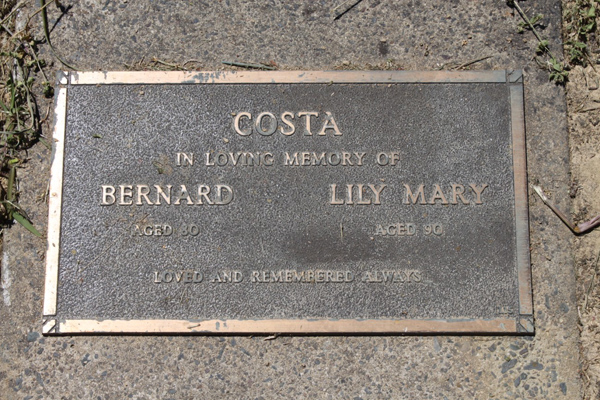 COSTA
IN LOVING MEMORY OF
BERNARD LILY MARY
AGED 80 AGED 90
LOVED AND REMEMBERED ALWAYS